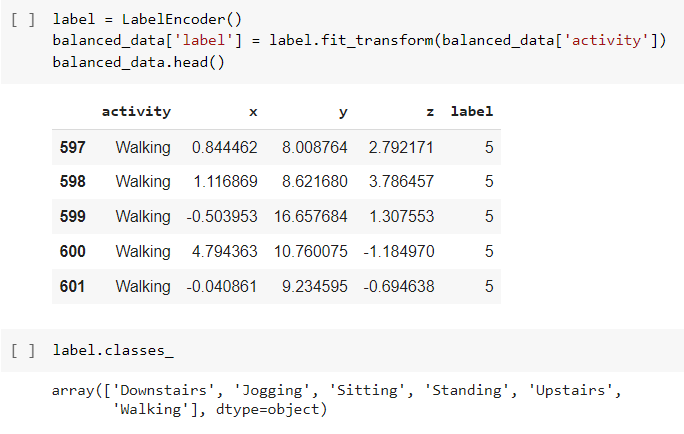 [ ] label = LabelEncoder()
balanced_data['label'] = label.fit_transform(balanced_data['activity'])
balanced_data.head()
activity x y z label
597 Walking 0.844462 8.008764 2.792171 5
598 Walking 1.116869 8.621680 3.786457 5
599 Walking -0.503953 16.657684 1.307553 5
600 Walking 4.794363 10.760075 -1.184970 5
601 Walking -0.040861 9.234595 -0.694638 5
[ ] label.classes_
array(['Downstairs', 'Jogging', 'Sitting', 'Standing', 'Upstairs',
'Walking'], dtype=object)